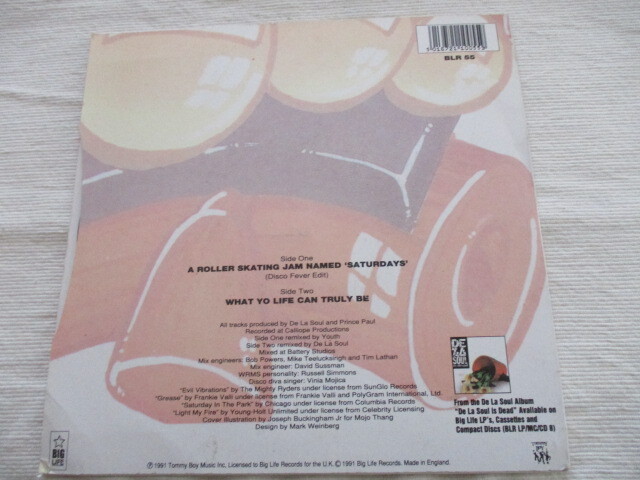 BLR 55
Side One
A ROLLER SKATING JAM NAMED 'SATURDAYS'
(Disco Fever Edit)
Side Two
WHAT YO LIFE CAN TRULY BE
All tracks produced by De La Soul and Prince Paul
Recorded at Calliope Productions
Side One remixed by Youth
Side Two remixed by De La Soul
Mixed at Battery Studios
Mix engineers: Bob Powers, Mike Teelucksingh and Tim Lathan
Mix engineer: David Sussman
WRMS personality: Russell Simmons
Disco diva singer: Vinia Mojica
"Evil Vibrations" by The Mighty Ryders under license from SunGlo Records
"Grease" by Frankie Valli under license from Frankie Valli and PolyGram International, Ltd
"Saturday In The Park" by Chicago under license from Columbia Records
"Light My Fire" by Young-Holt Unlimited under license from Celebrity Licensing
Cover illustration by Joseph Buckingham Jr for Mojo Thang
Design by Mark Weinberg
DE
LA
SOUL
From the De La Soul Album
"De La Soul is Dead" Available on
Big Life LP's, Cassettes and
Compact Discs (BLR LP/MC/CD 8)
BIG
LIFE
℗ 1991 Tommy Boy Music Inc, Licensed to Big Life Records for the U.K. © 1991 Big Life Records. Made in England.